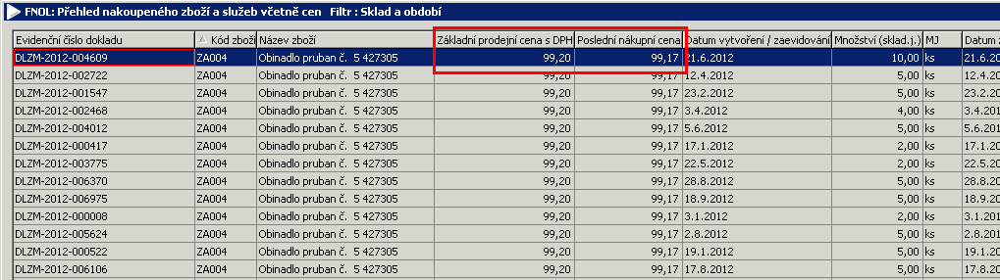 FNOL: Přehled nakoupeného zboží a služeb včetně cen Filtr : Sklad a období
Evidenční číslo dokladu Kód zboží Název zboží Základní prodejní cena s DPH Poslední nákupní cena Datum vytvoření / zaevidování Množství (sklad.j.) MJ Datum z
DLZM-2012-004609 ZA004 Obinadlo pruban č. 5 427305 99,20 99,17 21.6.2012 10,00 ks 21.6.20
DLZM-2012-002722 ZA004 Obinadlo pruban č. 5 427305 99,20 99,17 12.4.2012 5,00 ks 12.4.20
DLZM-2012-001547 ZA004 Obinadlo pruban č. 5 427305 99,20 99,17 23.2.2012 5,00 ks 23.2.20
DLZM-2012-002468 ZA004 Obinadlo pruban č. 5 427305 99,20 99,17 3.4.2012 4,00 ks 3.4.201
DLZM-2012-004012 ZA004 Obinadlo pruban č. 5 427305 99,20 99,17 5.6.2012 5,00 ks 5.6.201
DLZM-2012-000417 ZA004 Obinadlo pruban č. 5 427305 99,20 99,17 17.1.2012 2,00 ks 17.1.20
DLZM-2012-003775 ZA004 Obinadlo pruban č. 5 427305 99,20 99,17 22.5.2012 2,00 ks 22.5.20
DLZM-2012-006370 ZA004 Obinadlo pruban č. 5 427305 99,20 99,17 28.8.2012 5,00 ks 28.8.20
DLZM-2012-006975 ZA004 Obinadlo pruban č. 5 427305 99,20 99,17 18.9.2012 5,00 ks 18.9.20
DLZM-2012-000008 ZA004 Obinadlo pruban č. 5 427305 99,20 99,17 3.1.2012 2,00 ks 3.1.201
DLZM-2012-005624 ZA004 Obinadlo pruban č. 5 427305 99,20 99,17 2.8.2012 5,00 ks 2.8.201
DLZM-2012-000522 ZA004 Obinadlo pruban č. 5 427305 99,20 99,17 19.1.2012 5,00 ks 19.1.20
DLZM-2012-006106 ZA004 Obinadlo pruban č. 5 427305 99,20 99,17 17.8.2012 5,00 ks 17.8.20